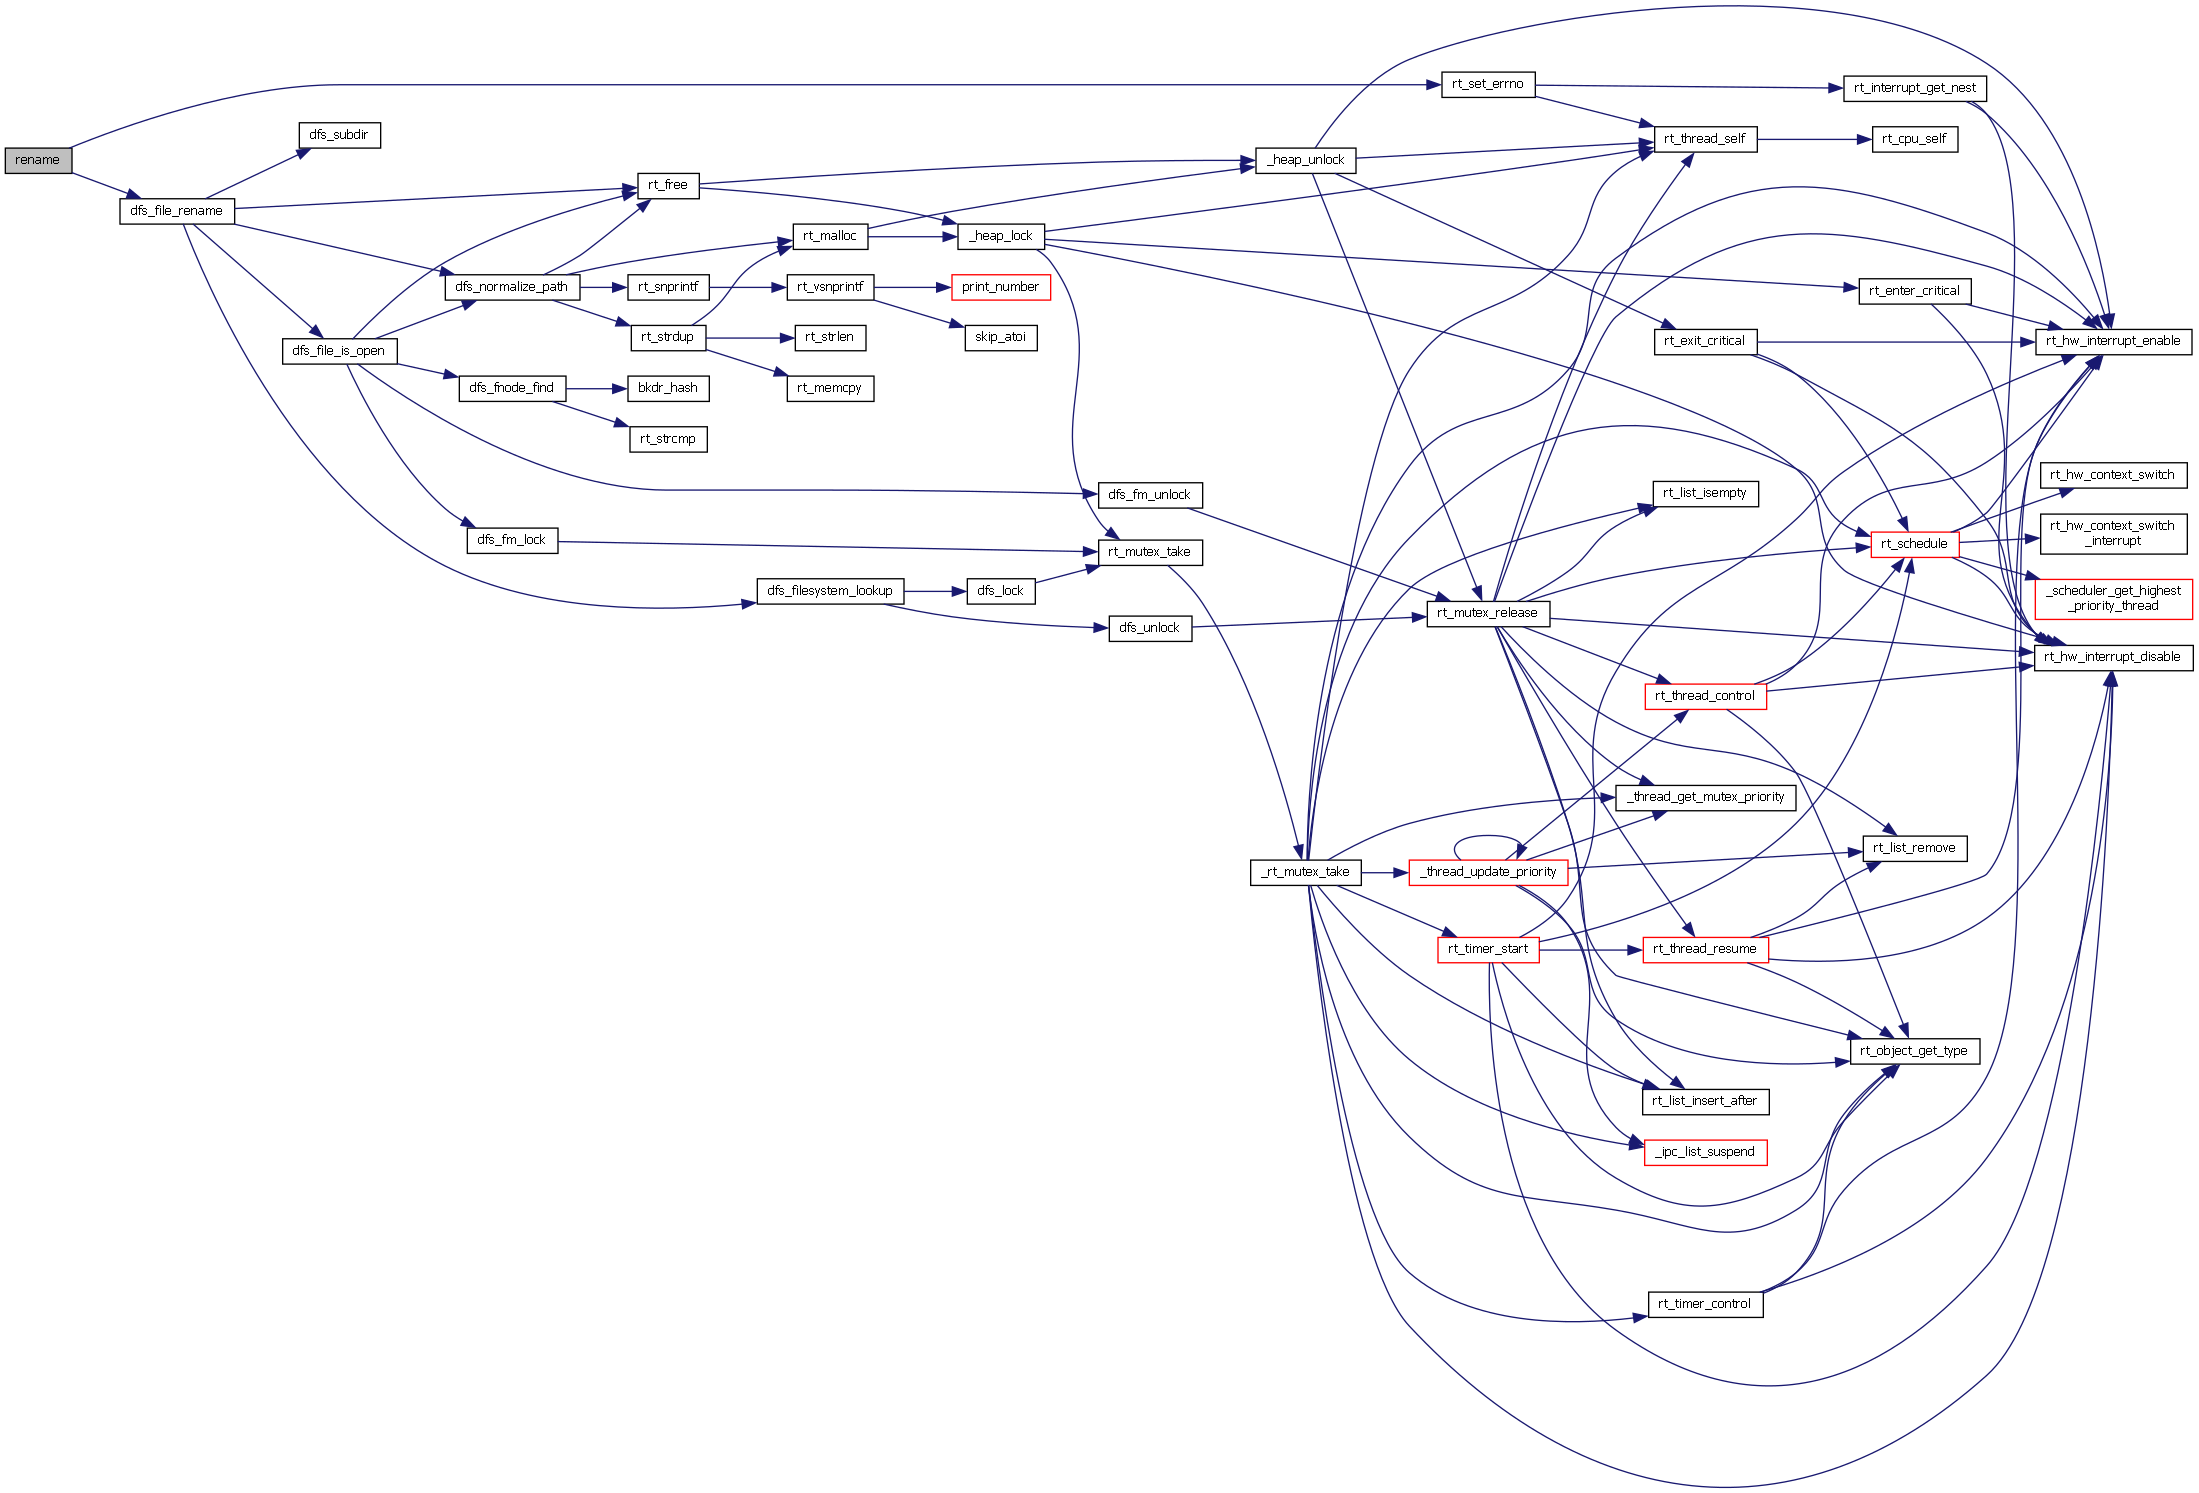 rename
dfs_file_rename
dfs_subdir
dfs_file_is_open
rt_free
dfs_normalize_path
rt_snprintf
rt_strdup
dfs_fnode_find
bkdr_hash
rt_strcmp
dfs_fm_lock
rt_malloc
rt_vsnprintf
rt_strlen
rt_memcpy
dfs_filesystem_lookup
_heap_lock
print_number
skip_atoi
dfs_lock
dfs_fm_unlock
rt_mutex_take
dfs_unlock
_heap_unlock
_rt_mutex_take
rt_set_errno
rt_mutex_release
_thread_update_priority
rt_timer_start
rt_thread_self
rt_exit_critical
rt_list_isempty
rt_thread_control
_thread_get_mutex_priority
rt_thread_resume
rt_list_insert_after
_ipc_list_suspend
rt_timer_control
rt_interrupt_get_nest
rt_cpu_self
rt_enter_critical
rt_schedule
rt_list_remove
rt_object_get_type
rt_hw_interrupt_enable
rt_hw_context_switch
rt_hw_context_switch
_interrupt
_scheduler_get_highest
_priority_thread
rt_hw_interrupt_disable